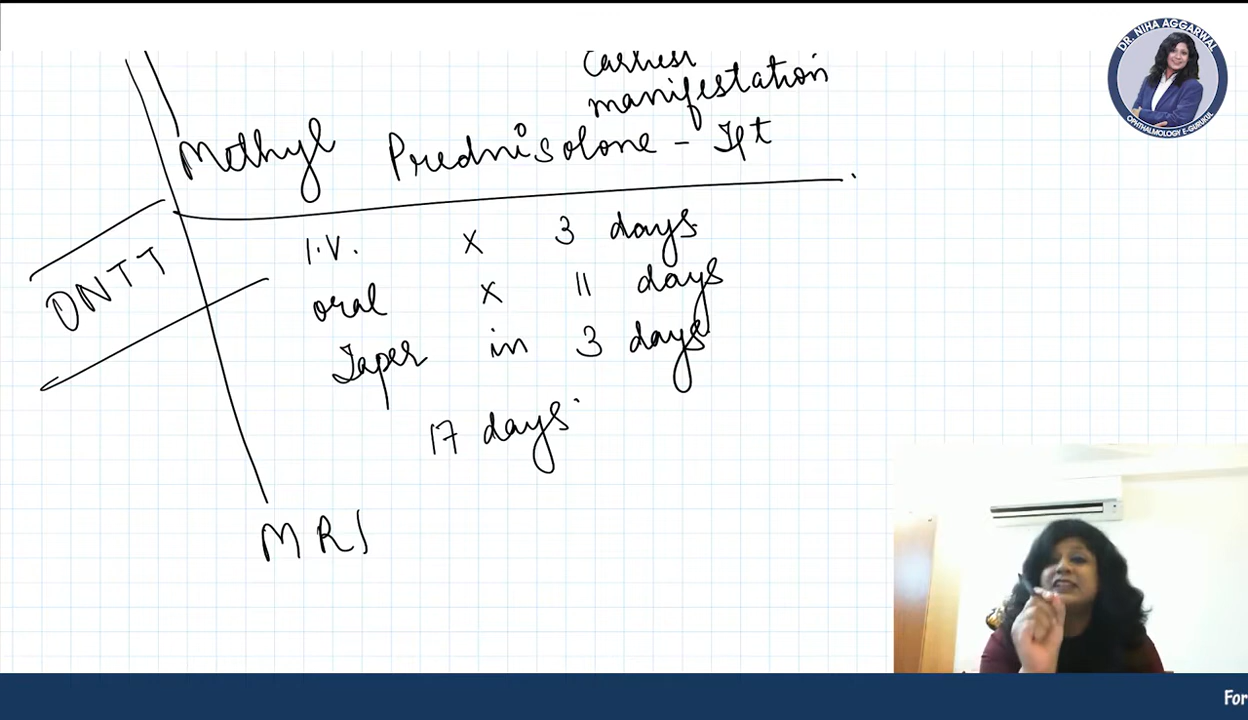 DR. NIHA AGGARWAL
OPHTHALMOLOGY E-GURUKUL
Earliest
manifestation
Methyl Prednisolone -
I.V. x 3 days
oral x 11 days
Taper in 3 days
17 days
ONTT
MRI
For